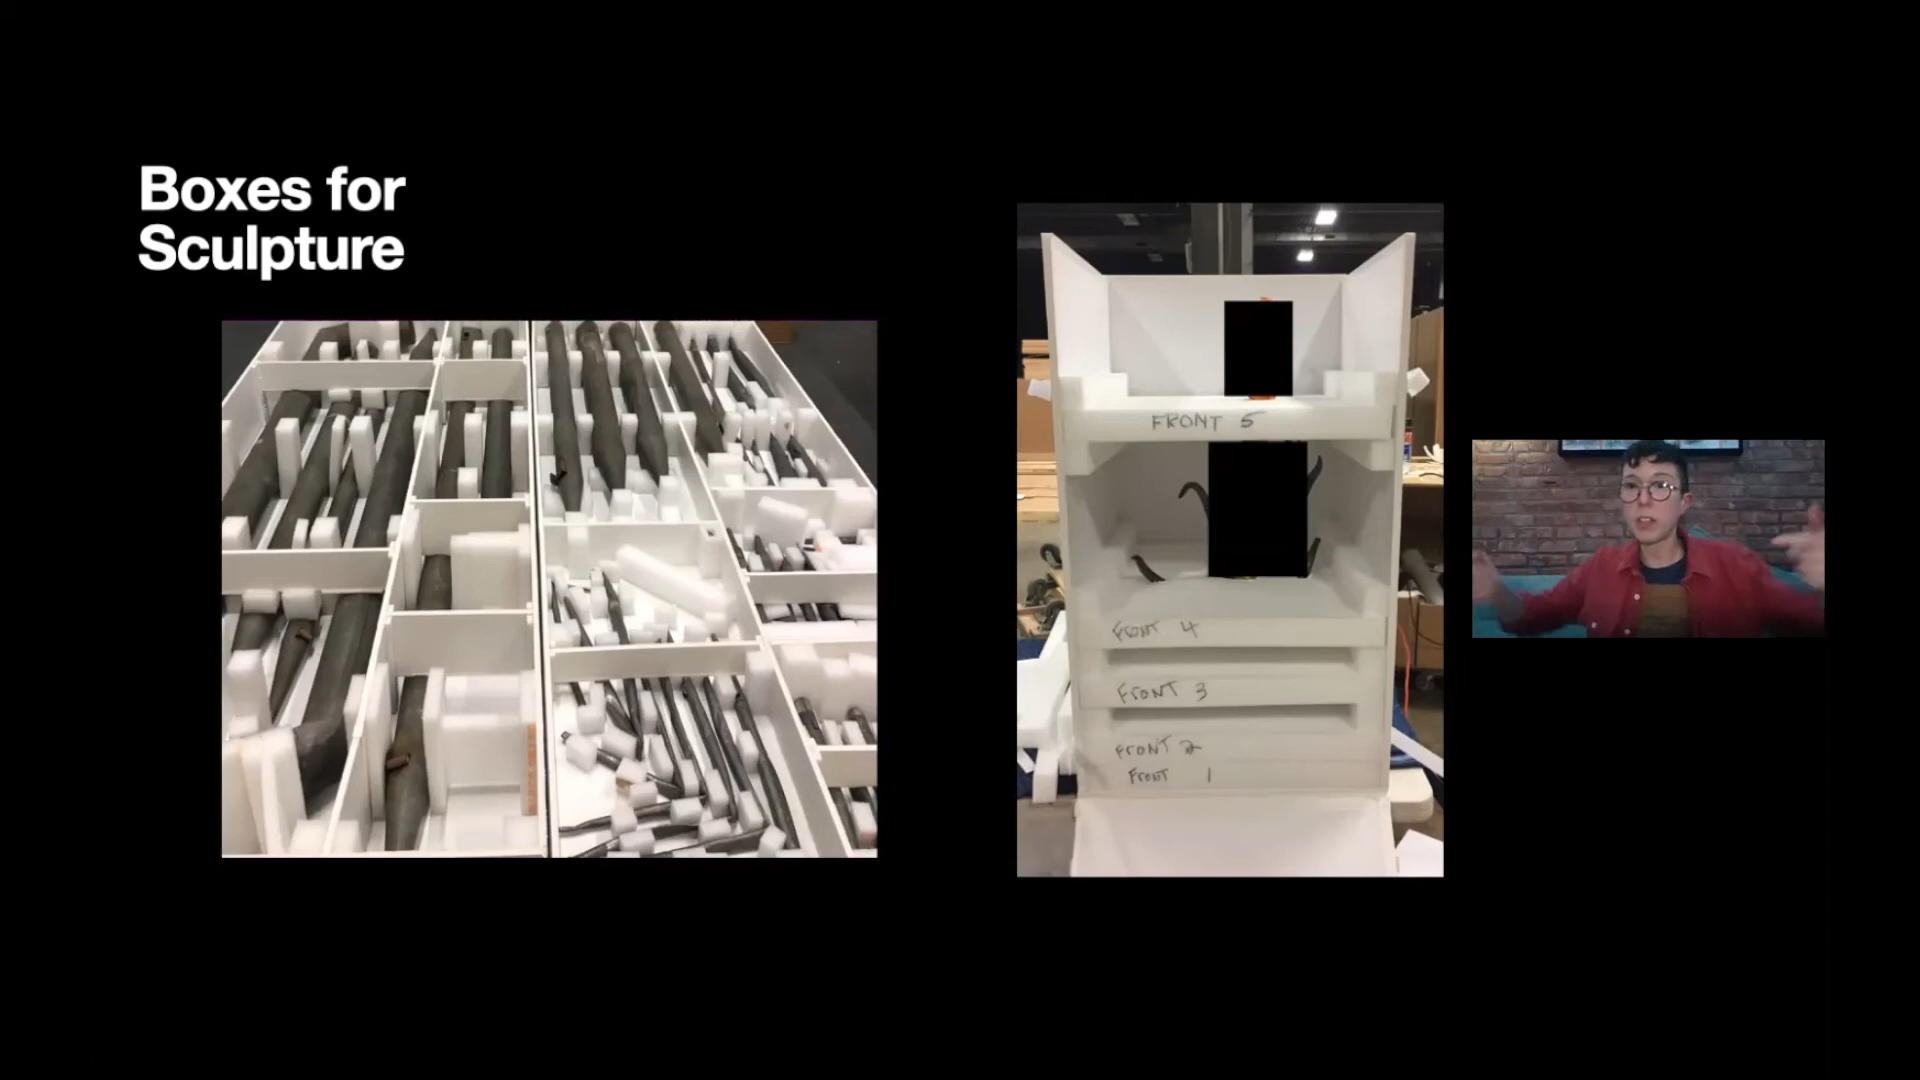 Boxes for
Sculpture
FRONT 5
FRONT 4
FRONT 3
FRONT 2
FRONT 1